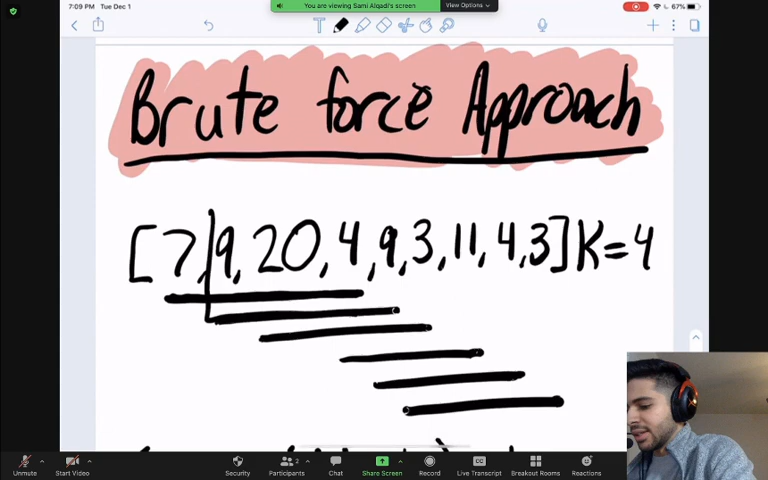 7:09 PM Tue Dec 1
You are viewing Sami Alqadi's screen
View Options
67%
Brute force Approach
[7,9,20,4,9,3,11,4,3] K=4
Unmute
Start Video
Security
Participants
2
Chat
Share Screen
Record
Live Transcript
Breakout Rooms
Reactions